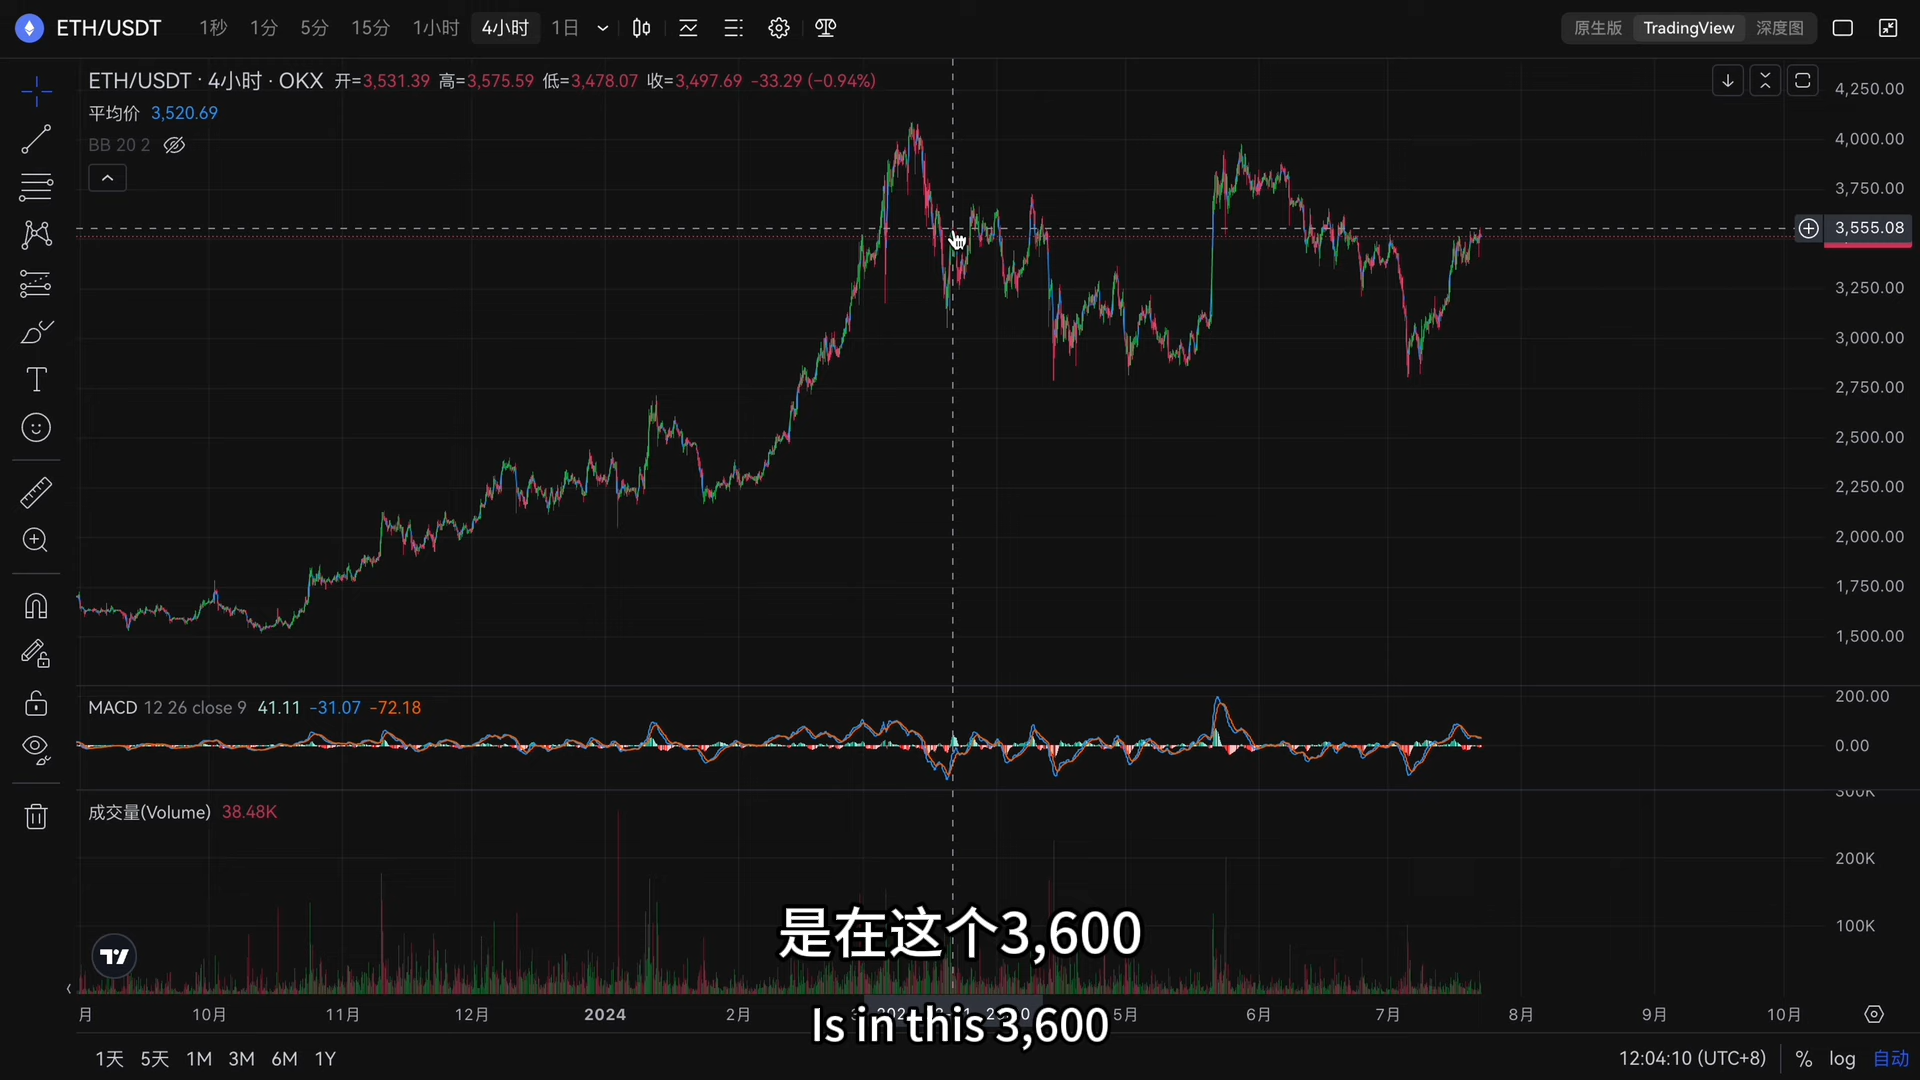 ETH/USDT 1秒 1分 5分 15分 1小时 4小时 1日 原生版 TradingView 深度图
ETH/USDT · 4小时 · OKX 开=3,531.39 高=3,575.59 低=3,478.07 收=3,497.69 −33.29 (−0.94%)
平均价 3,520.69
BB 20 2
4,250.00
4,000.00
3,750.00
3,555.08
3,250.00
3,000.00
2,750.00
2,500.00
2,250.00
2,000.00
1,750.00
1,500.00
MACD 12 26 close 9 41.11 −31.07 −72.18
200.00
0.00
成交量(Volume) 38.48K
300K
200K
100K
是在这个3,600
月 10月 11月 12月 2024 2月 5月 6月 7月 8月 9月 10月
Is in this 3,600
1天 5天 1M 3M 6M 1Y 12:04:10 (UTC+8) % log 自动